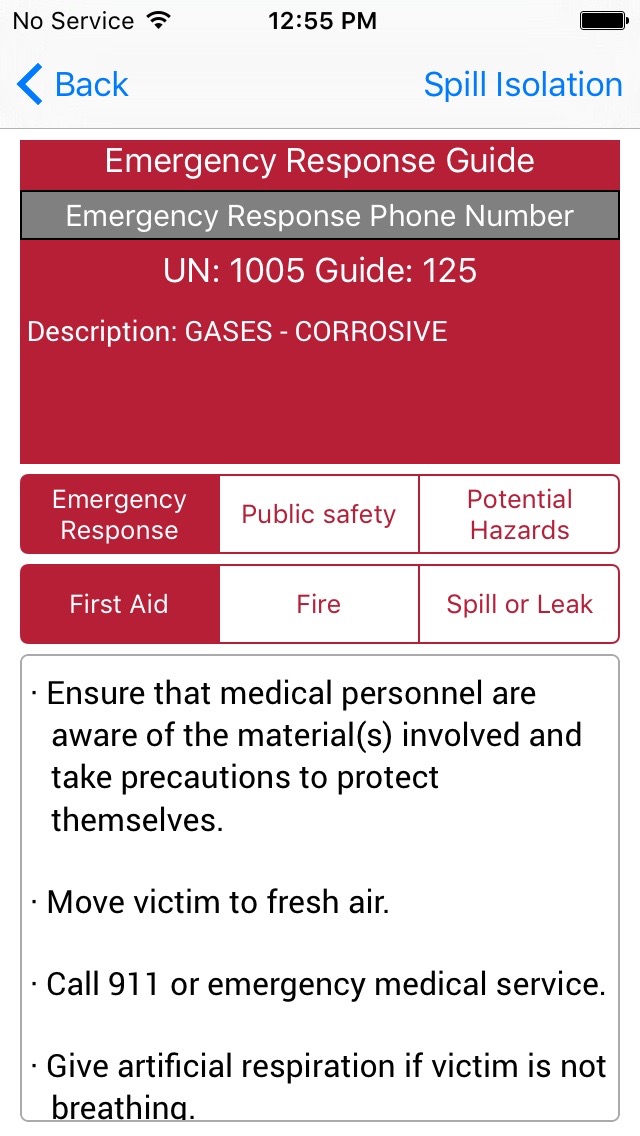 No Service 12:55 PM
Back Spill Isolation
Emergency Response Guide
Emergency Response Phone Number
UN: 1005 Guide: 125
Description: GASES - CORROSIVE
Emergency
Response
Public safety
Potential
Hazards
First Aid
Fire
Spill or Leak
· Ensure that medical personnel are
aware of the material(s) involved and
take precautions to protect
themselves.
· Move victim to fresh air.
· Call 911 or emergency medical service.
· Give artificial respiration if victim is not
breathing.